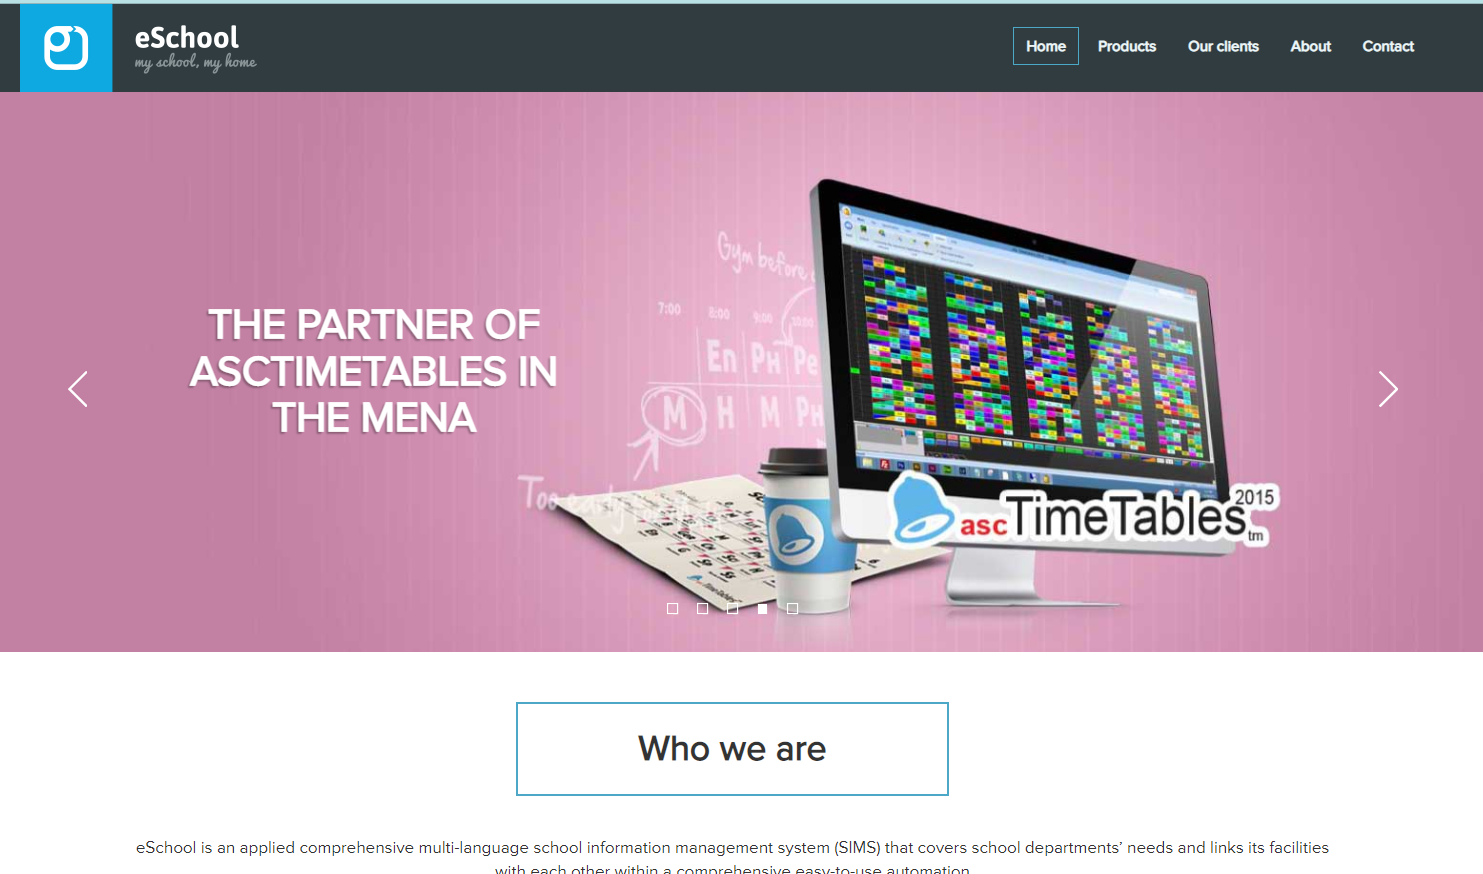 eSchool
my school, my home
Home
Products
Our clients
About
Contact
THE PARTNER OF
ASCTIMETABLES IN
THE MENA
Gym before
7:00 8:00 9:00 10:00
En PH Pe
M H M PH
Too early
ascTimeTables 2015
tm
Who we are
eSchool is an applied comprehensive multi-language school information management system (SIMS) that covers school departments’ needs and links its facilities
with each other within a comprehensive easy-to-use automation